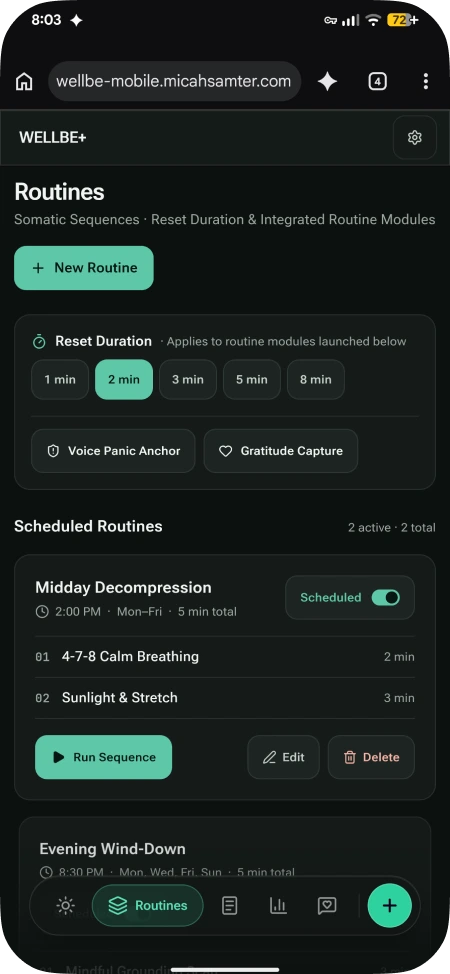 8:03
72
wellbe-mobile.micahsamter.com
4
WELLBE+
Routines
Somatic Sequences · Reset Duration & Integrated Routine Modules
+ New Routine
Reset Duration · Applies to routine modules launched below
1 min 2 min 3 min 5 min 8 min
Voice Panic Anchor Gratitude Capture
Scheduled Routines 2 active · 2 total
Midday Decompression
2:00 PM · Mon–Fri · 5 min total
Scheduled
01 4-7-8 Calm Breathing 2 min
02 Sunlight & Stretch 3 min
Run Sequence Edit Delete
Evening Wind-Down
8:30 PM · Mon, Wed, Fri, Sun · 5 min total
Routines
Mindful Grounding